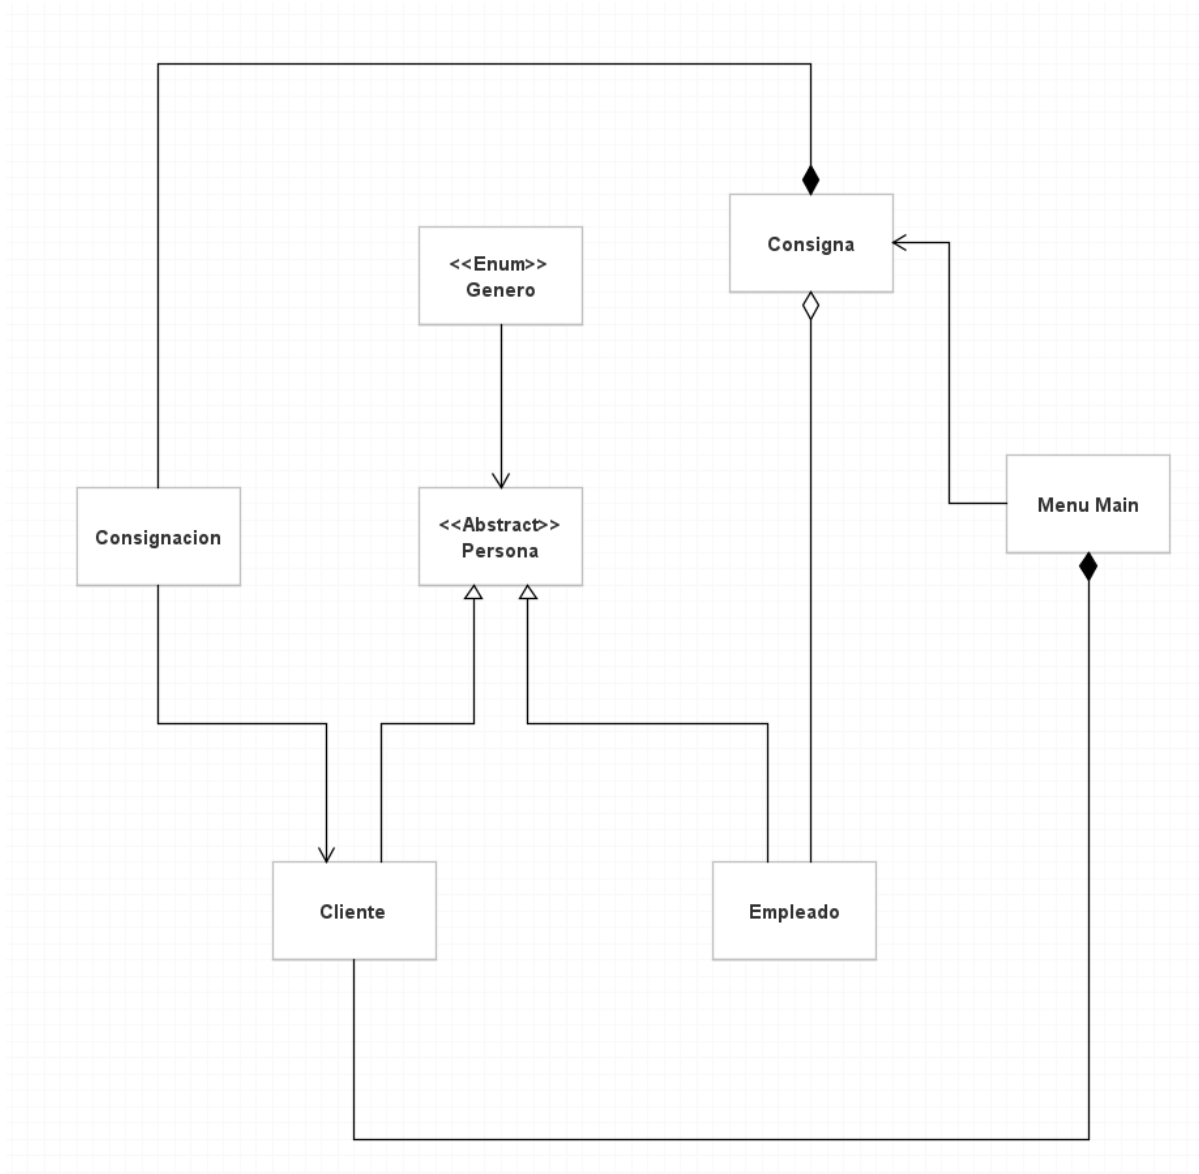 Consigna
<<Enum>>
Genero
Menu Main
Consignacion
<<Abstract>>
Persona
Cliente
Empleado